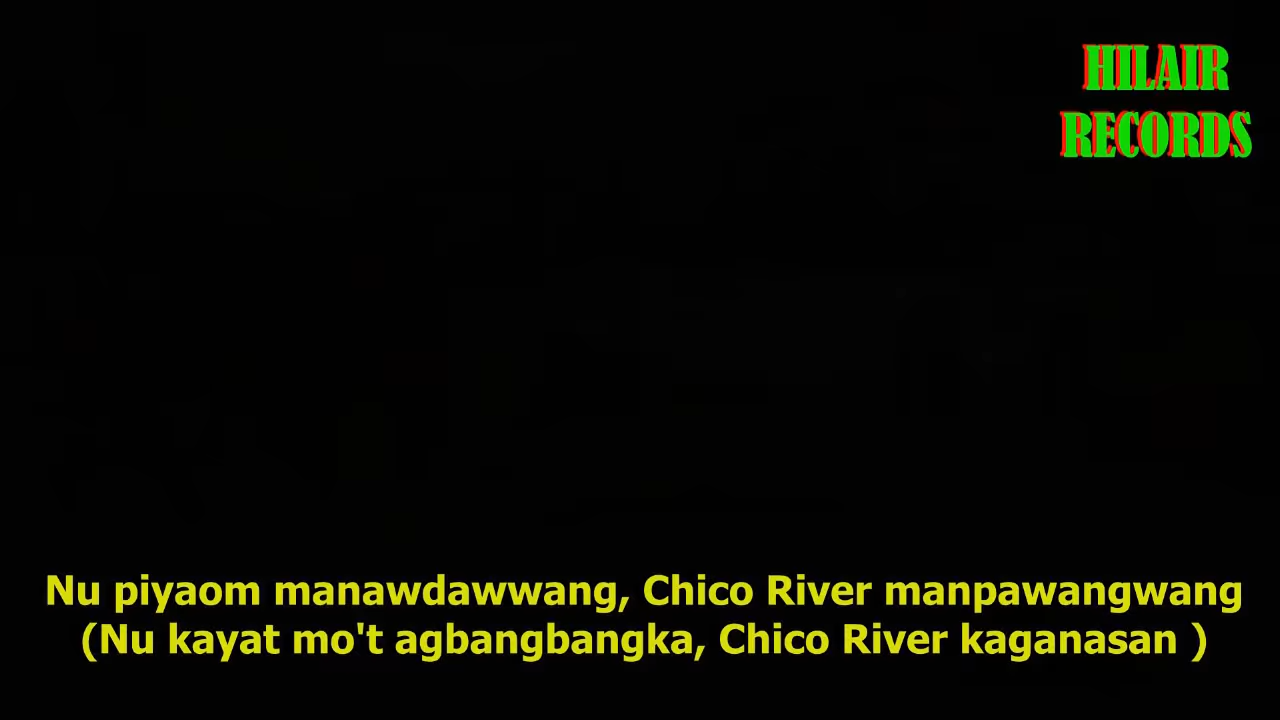 HILAIR
RECORDS
Nu piyaom manawdawwang, Chico River manpawangwang
(Nu kayat mo't agbangbangka, Chico River kaganasan )